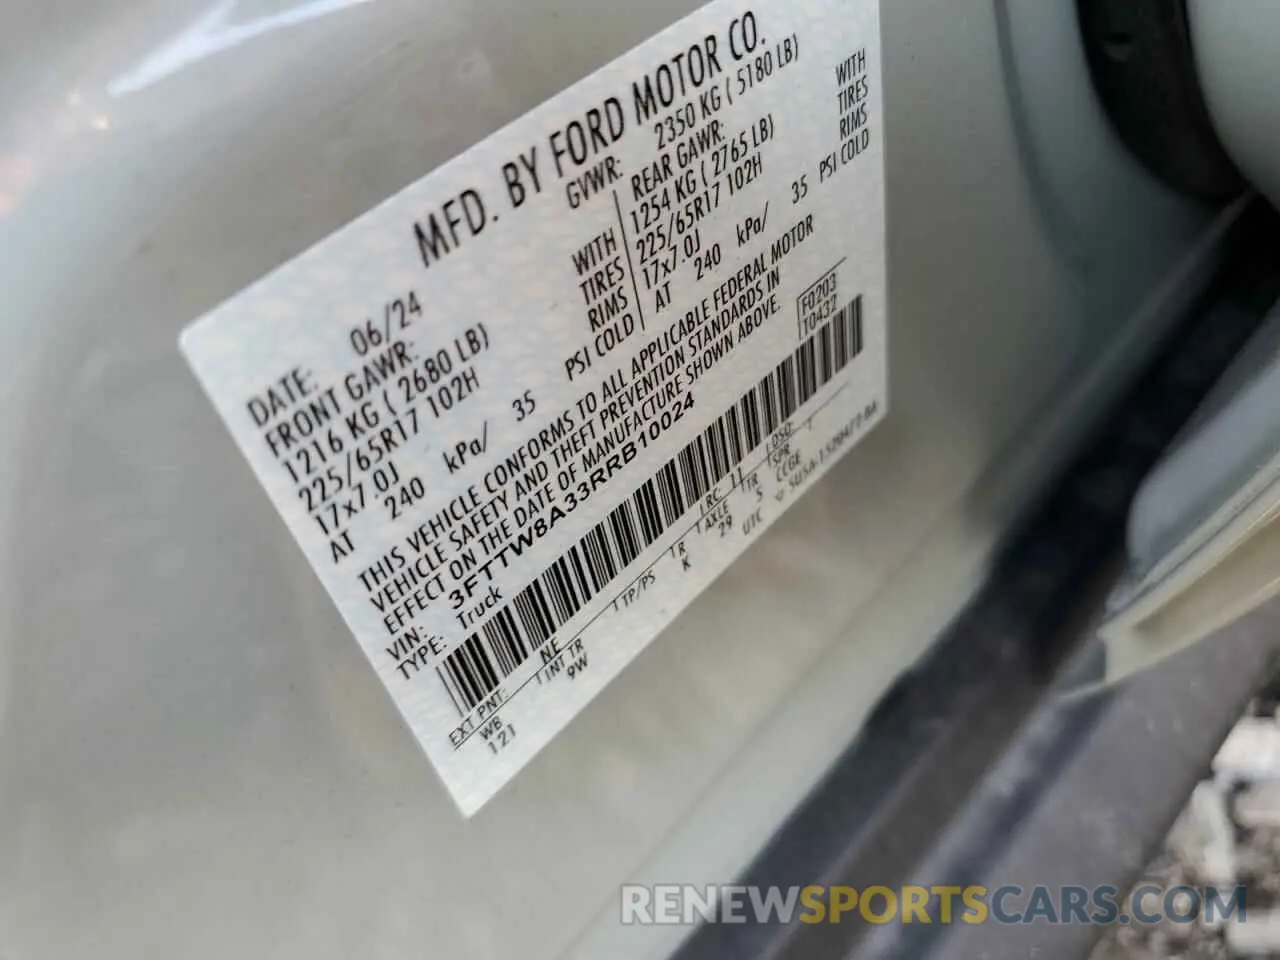 MFD. BY FORD MOTOR CO.
DATE: 06/24 GVWR: 2350 KG ( 5180 LB)
FRONT GAWR: REAR GAWR:
1216 KG ( 2680 LB) WITH 1254 KG ( 2765 LB) WITH
225/65R17 102H TIRES 225/65R17 102H TIRES
17x7.0J RIMS 17x7.0J RIMS
AT 240 kPa/ 35 PSI COLD AT 240 kPa/ 35 PSI COLD
THIS VEHICLE CONFORMS TO ALL APPLICABLE FEDERAL MOTOR
VEHICLE SAFETY AND THEFT PREVENTION STANDARDS IN
EFFECT ON THE DATE OF MANUFACTURE SHOWN ABOVE.
VIN: 3FTTW8A33RRB10024 F0203
TYPE: Truck 10437
EXT PNT: NE RC: 11 DSO:
WB INT TR TP/PS R AXLE TR SPR
121 9W K 29 S CCGE
UTC
RENEWSPORTSCARS.COM